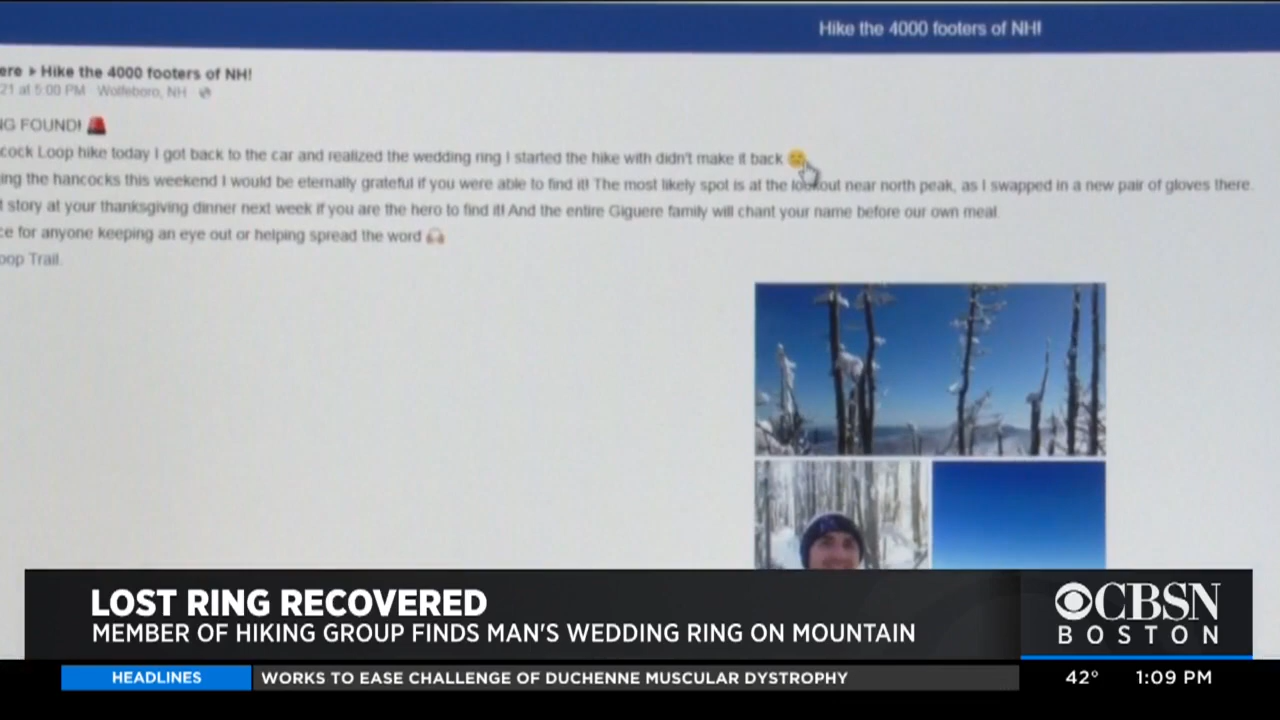 Hike the 4000 footers of NH!
ere ▸ Hike the 4000 footers of NH!
21 at 5:00 PM · Wolfeboro, NH
NG FOUND!
cock Loop hike today I got back to the car and realized the wedding ring I started the hike with didn't make it back
ing the hancocks this weekend I would be eternally grateful if you were able to find it! The most likely spot is at the lookout near north peak, as I swapped in a new pair of gloves there.
t story at your thanksgiving dinner next week if you are the hero to find it! And the entire Giguere family will chant your name before our own meal
ce for anyone keeping an eye out or helping spread the word
oop Trail.
LOST RING RECOVERED
MEMBER OF HIKING GROUP FINDS MAN'S WEDDING RING ON MOUNTAIN
CBSN
BOSTON
HEADLINES
WORKS TO EASE CHALLENGE OF DUCHENNE MUSCULAR DYSTROPHY
42°
1:09 PM